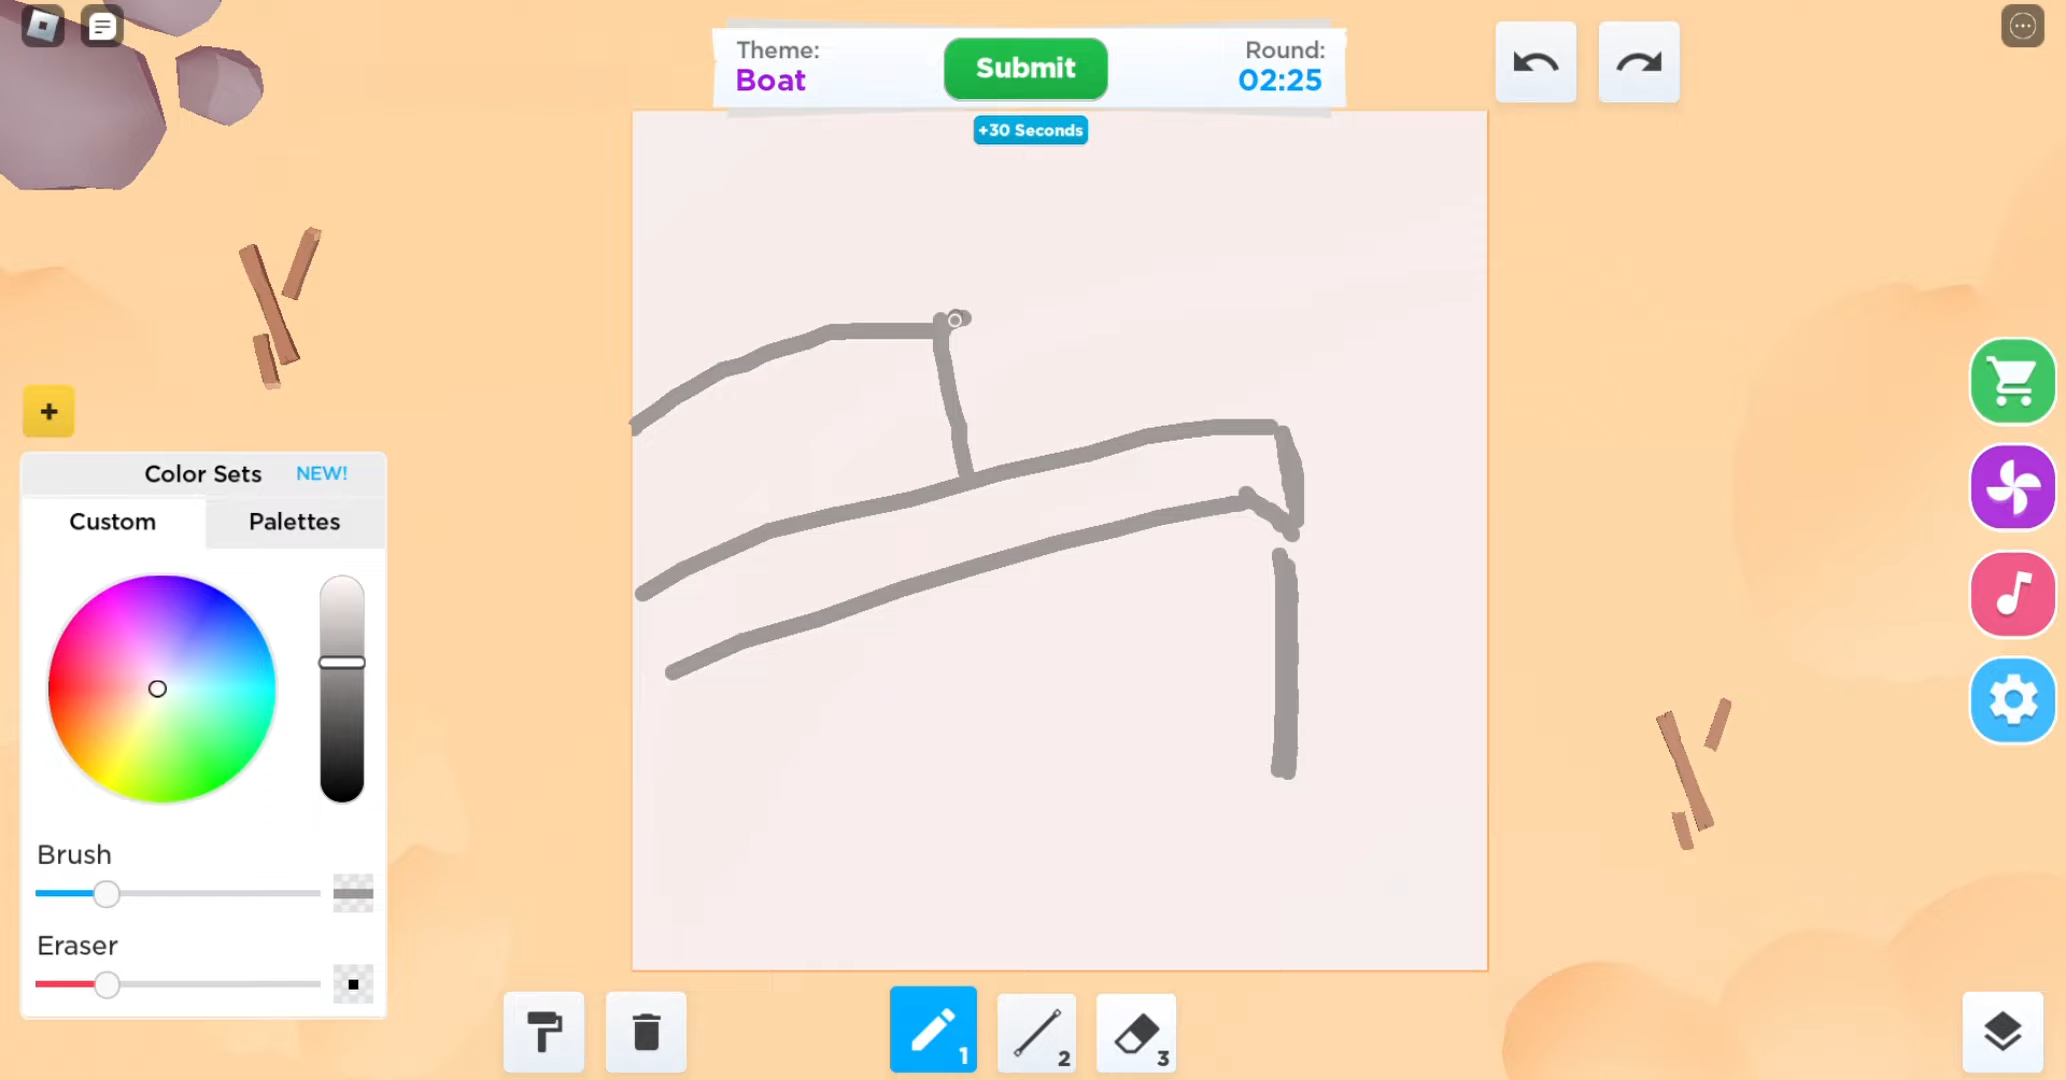 Theme:
Boat
Submit
Round:
02:25
+30 Seconds
+
Color Sets NEW!
Custom Palettes
Brush
Eraser
1
2
3